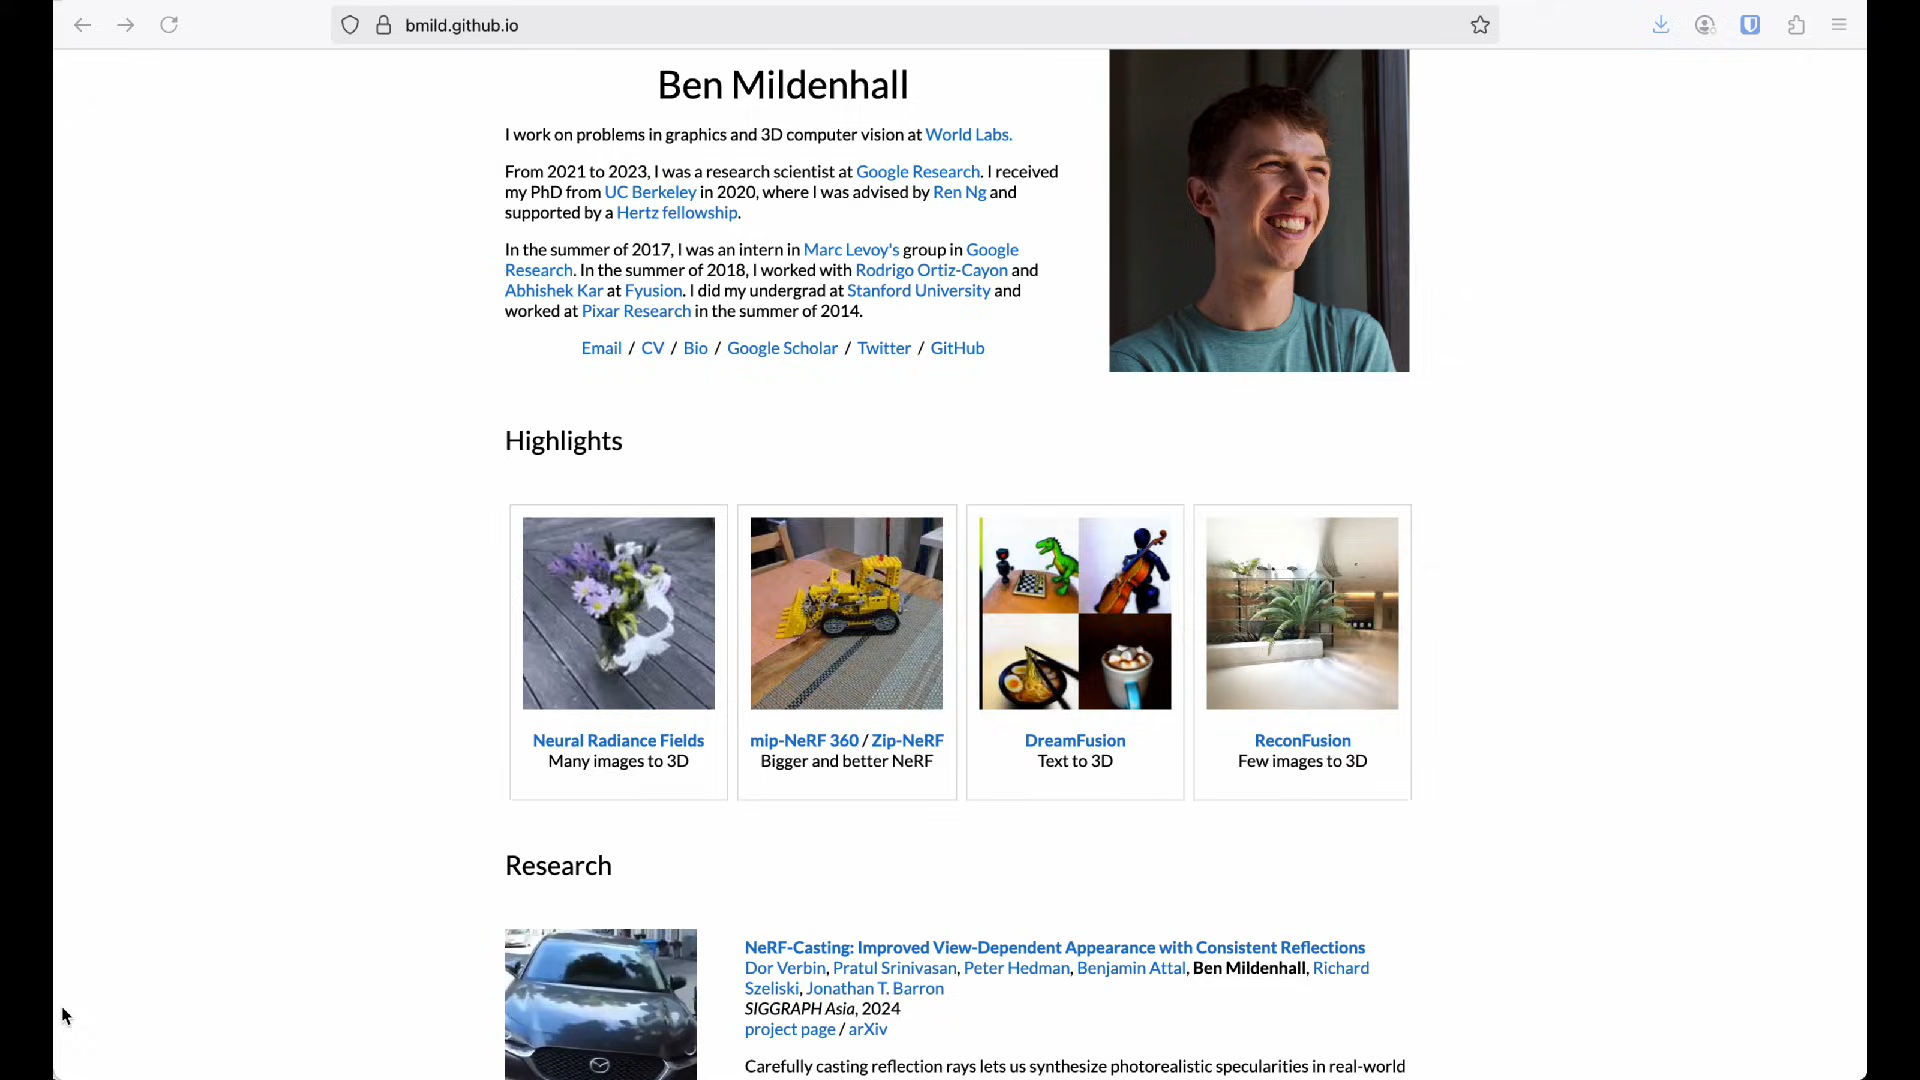 bmild.github.io
Ben Mildenhall
I work on problems in graphics and 3D computer vision at World Labs.
From 2021 to 2023, I was a research scientist at Google Research. I received
my PhD from UC Berkeley in 2020, where I was advised by Ren Ng and
supported by a Hertz fellowship.
In the summer of 2017, I was an intern in Marc Levoy's group in Google
Research. In the summer of 2018, I worked with Rodrigo Ortiz-Cayon and
Abhishek Kar at Fyusion. I did my undergrad at Stanford University and
worked at Pixar Research in the summer of 2014.
Email / CV / Bio / Google Scholar / Twitter / GitHub
Highlights
Neural Radiance Fields
Many images to 3D
mip-NeRF 360 / Zip-NeRF
Bigger and better NeRF
DreamFusion
Text to 3D
ReconFusion
Few images to 3D
Research
NeRF-Casting: Improved View-Dependent Appearance with Consistent Reflections
Dor Verbin, Pratul Srinivasan, Peter Hedman, Benjamin Attal, Ben Mildenhall, Richard
Szeliski, Jonathan T. Barron
SIGGRAPH Asia, 2024
project page / arXiv
Carefully casting reflection rays lets us synthesize photorealistic specularities in real-world